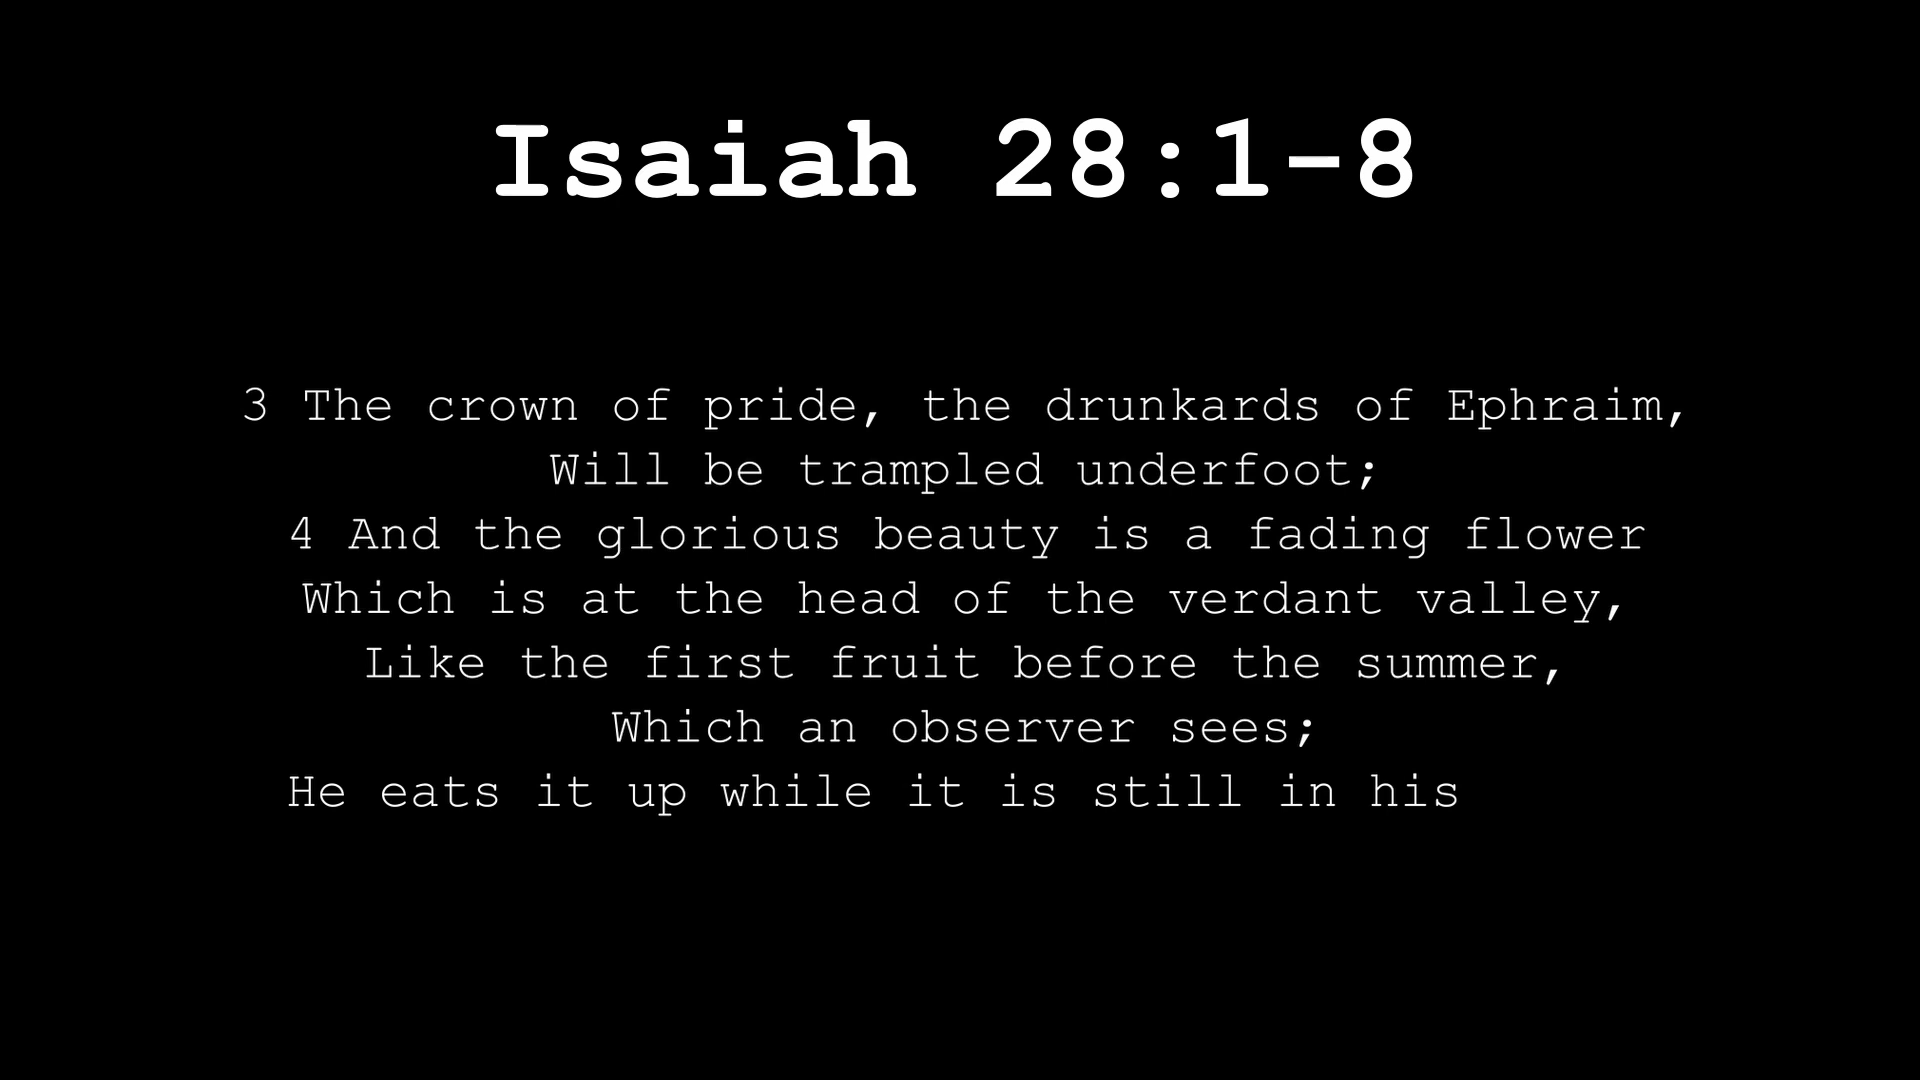 Isaiah 28:1-8
3 The crown of pride, the drunkards of Ephraim,
Will be trampled underfoot;
4 And the glorious beauty is a fading flower
Which is at the head of the verdant valley,
Like the first fruit before the summer,
Which an observer sees;
He eats it up while it is still in his